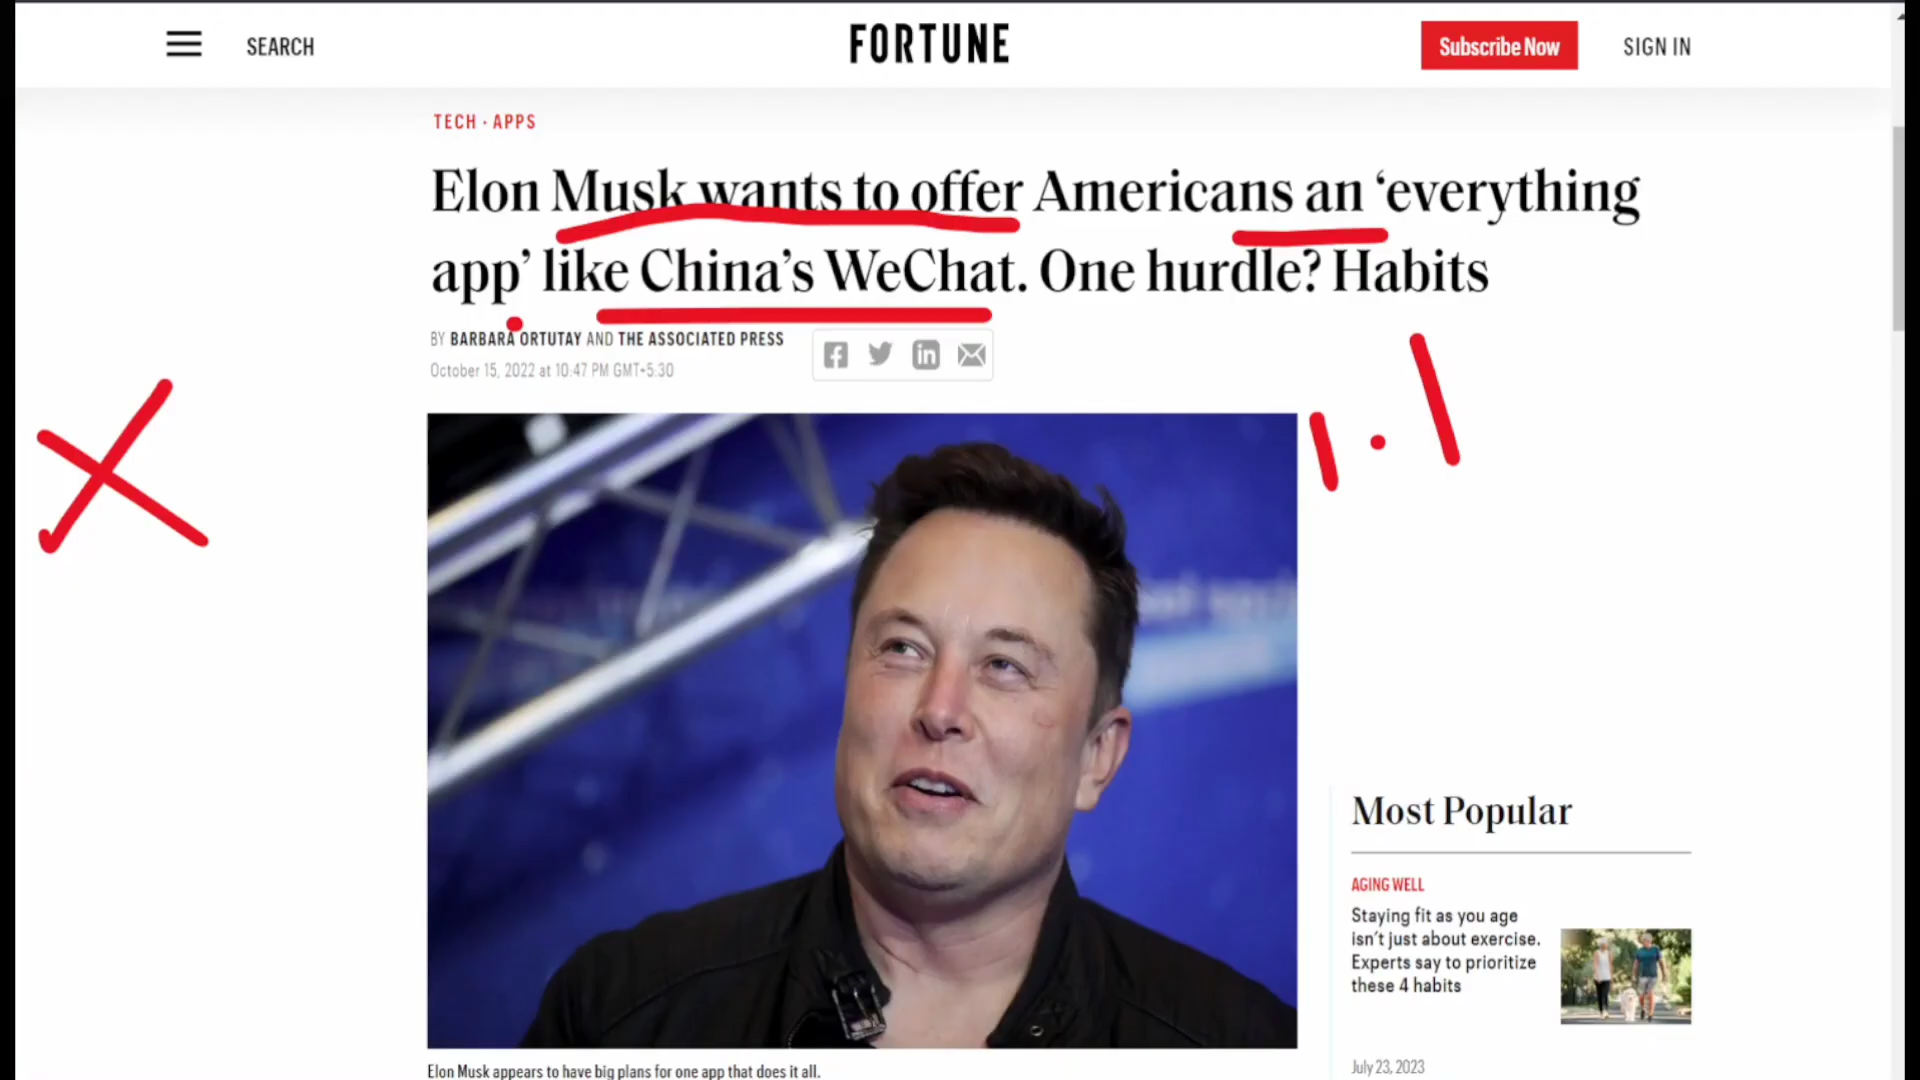 SEARCH
FORTUNE
Subscribe Now
SIGN IN
TECH · APPS
Elon Musk wants to offer Americans an ‘everything
app’ like China’s WeChat. One hurdle? Habits
BY BARBARA ORTUTAY AND THE ASSOCIATED PRESS
October 15, 2022 at 10:47 PM GMT+5:30
Elon Musk appears to have big plans for one app that does it all.
Most Popular
AGING WELL
Staying fit as you age
isn’t just about exercise.
Experts say to prioritize
these 4 habits
July 23, 2023